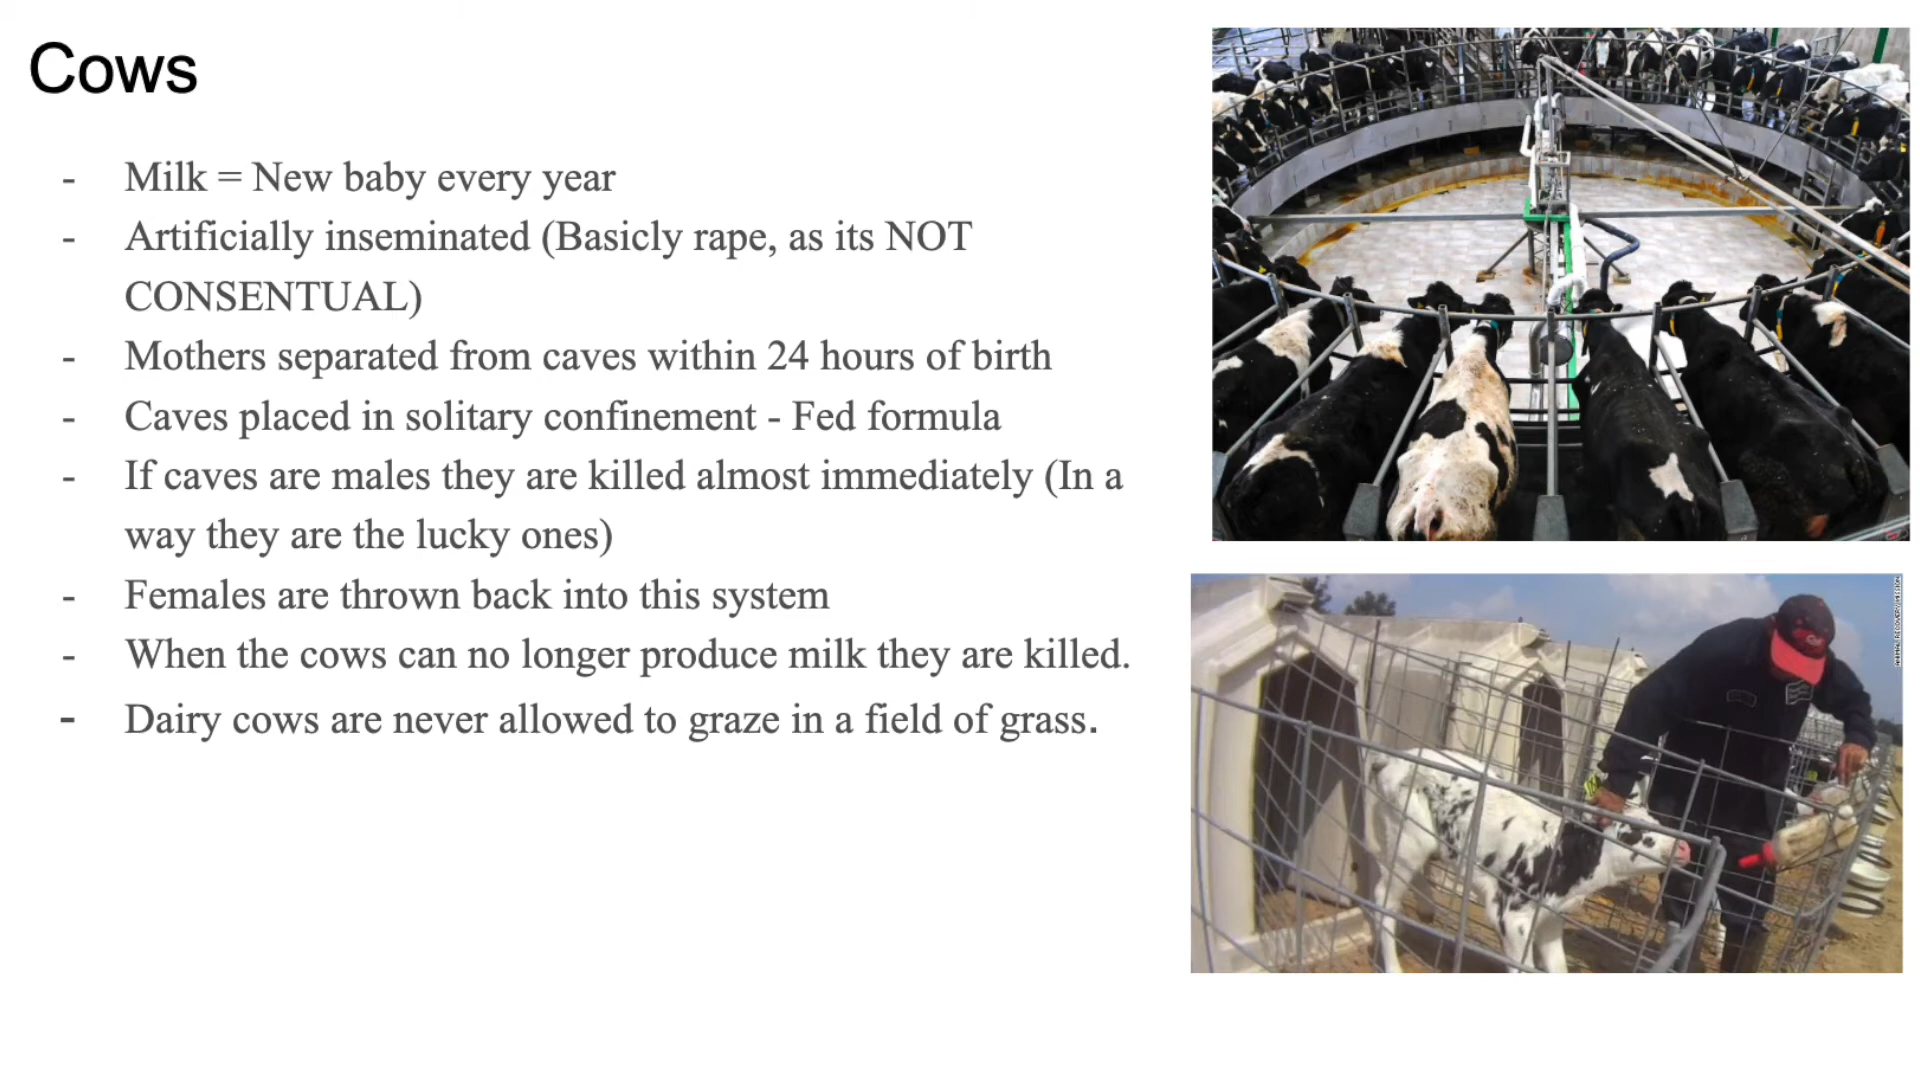 Cows
- Milk = New baby every year
- Artificially inseminated (Basicly rape, as its NOT
CONSENTUAL)
- Mothers separated from caves within 24 hours of birth
- Caves placed in solitary confinement - Fed formula
- If caves are males they are killed almost immediately (In a
way they are the lucky ones)
- Females are thrown back into this system
- When the cows can no longer produce milk they are killed.
- Dairy cows are never allowed to graze in a field of grass.
ANIMAL RECOVERY MISSION